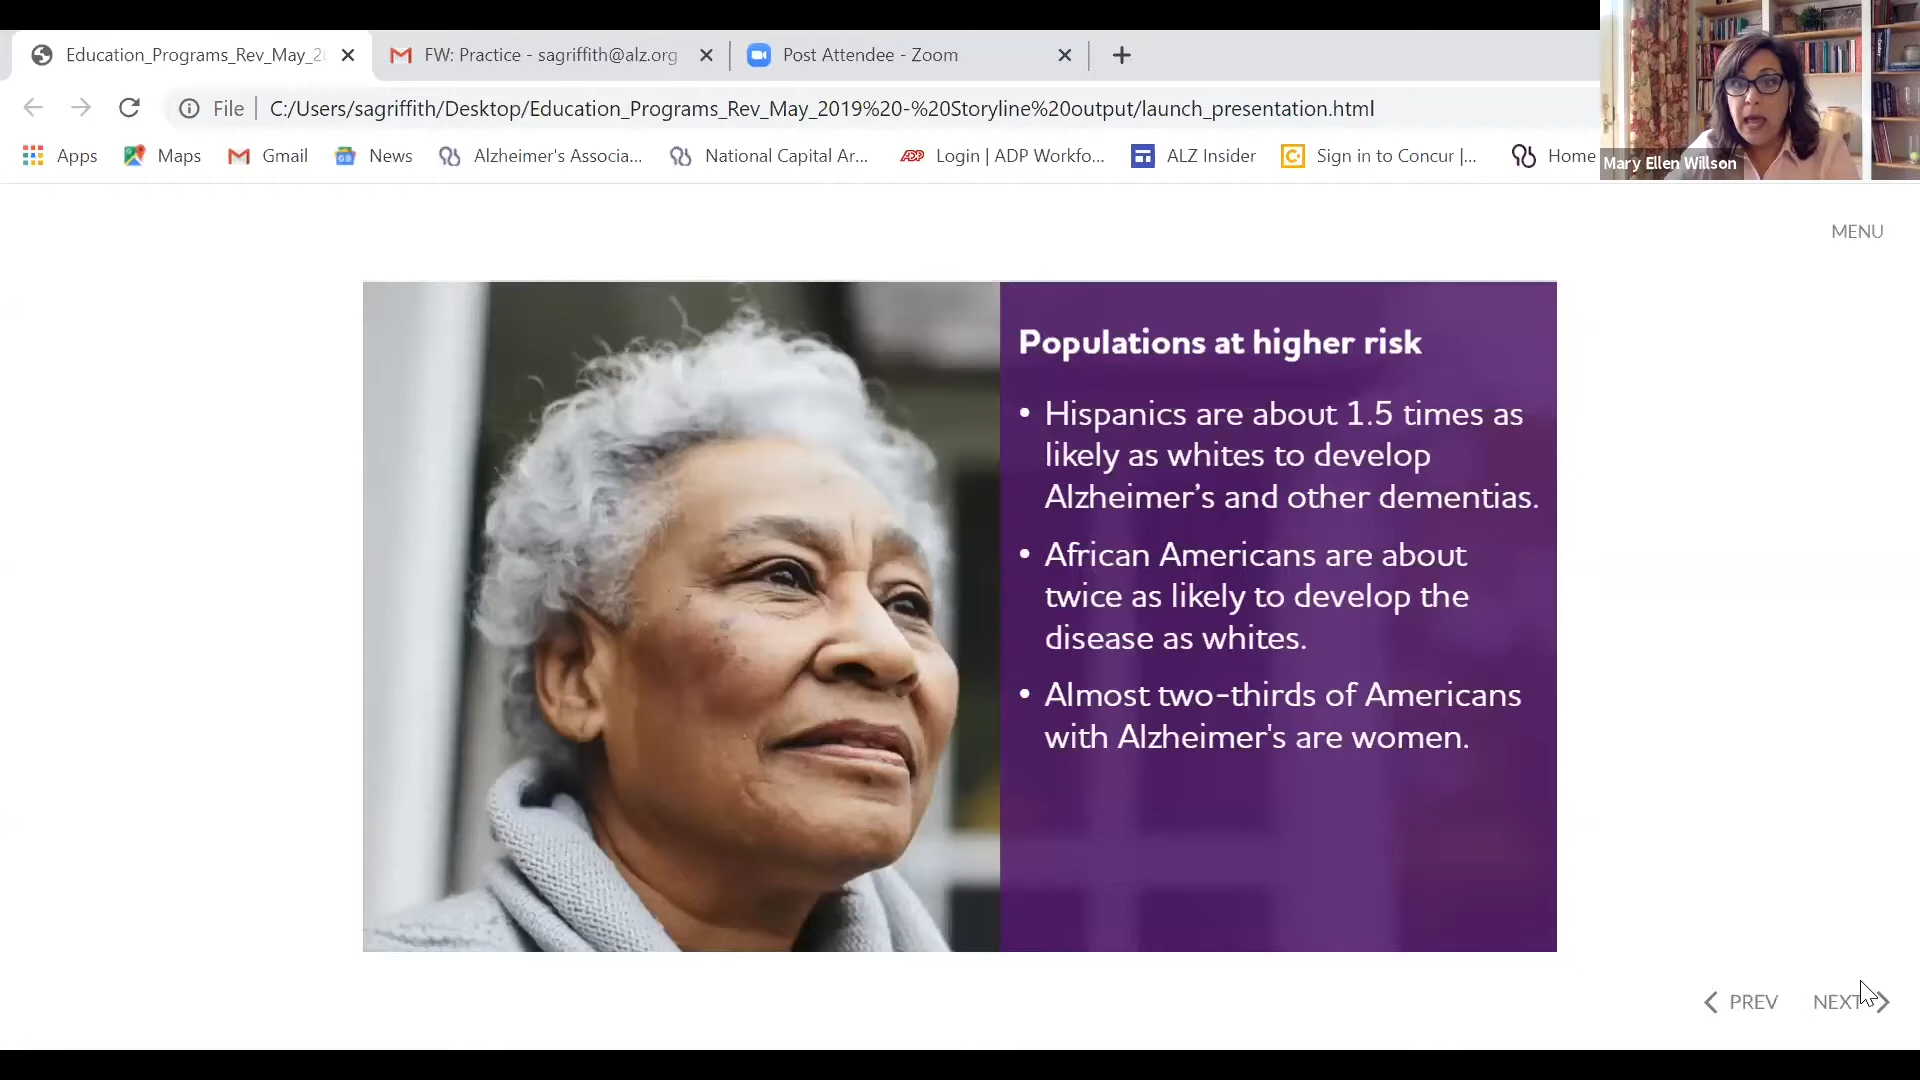 Education_Programs_Rev_May_2
FW: Practice - sagriffith@alz.org
Post Attendee - Zoom
File
C:/Users/sagriffith/Desktop/Education_Programs_Rev_May_2019%20-%20Storyline%20output/launch_presentation.html
Apps
Maps
Gmail
News
Alzheimer's Associa...
National Capital Ar...
ADP
Login | ADP Workfo...
ALZ Insider
Sign in to Concur |...
Home
Mary Ellen Willson
MENU
Populations at higher risk
• Hispanics are about 1.5 times as
likely as whites to develop
Alzheimer’s and other dementias.
• African Americans are about
twice as likely to develop the
disease as whites.
• Almost two-thirds of Americans
with Alzheimer's are women.
PREV
NEXT